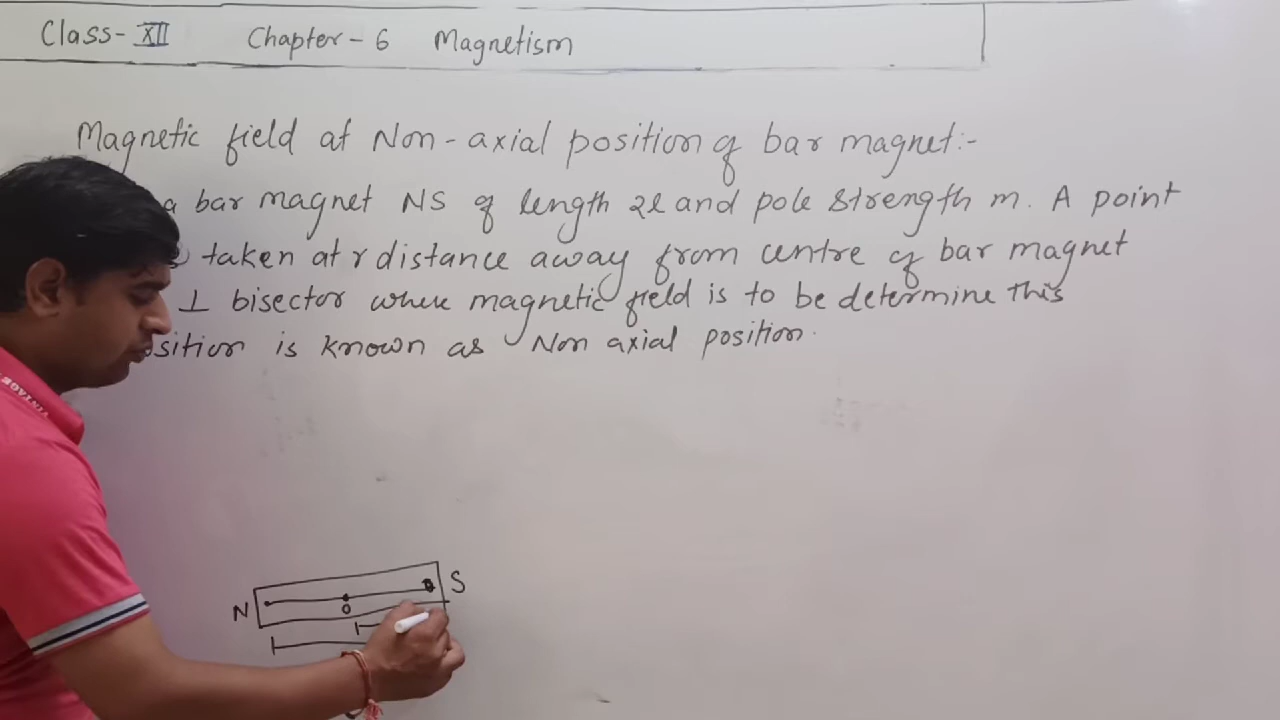 Class-XII Chapter-6 Magnetism
Magnetic field at Non-axial position of bar magnet:-
a bar magnet NS of length 2l and pole strength m. A point
taken at r distance away from centre of bar magnet
⊥ bisector where magnetic field is to be determine this
is known as Non axial position.
S
N
O